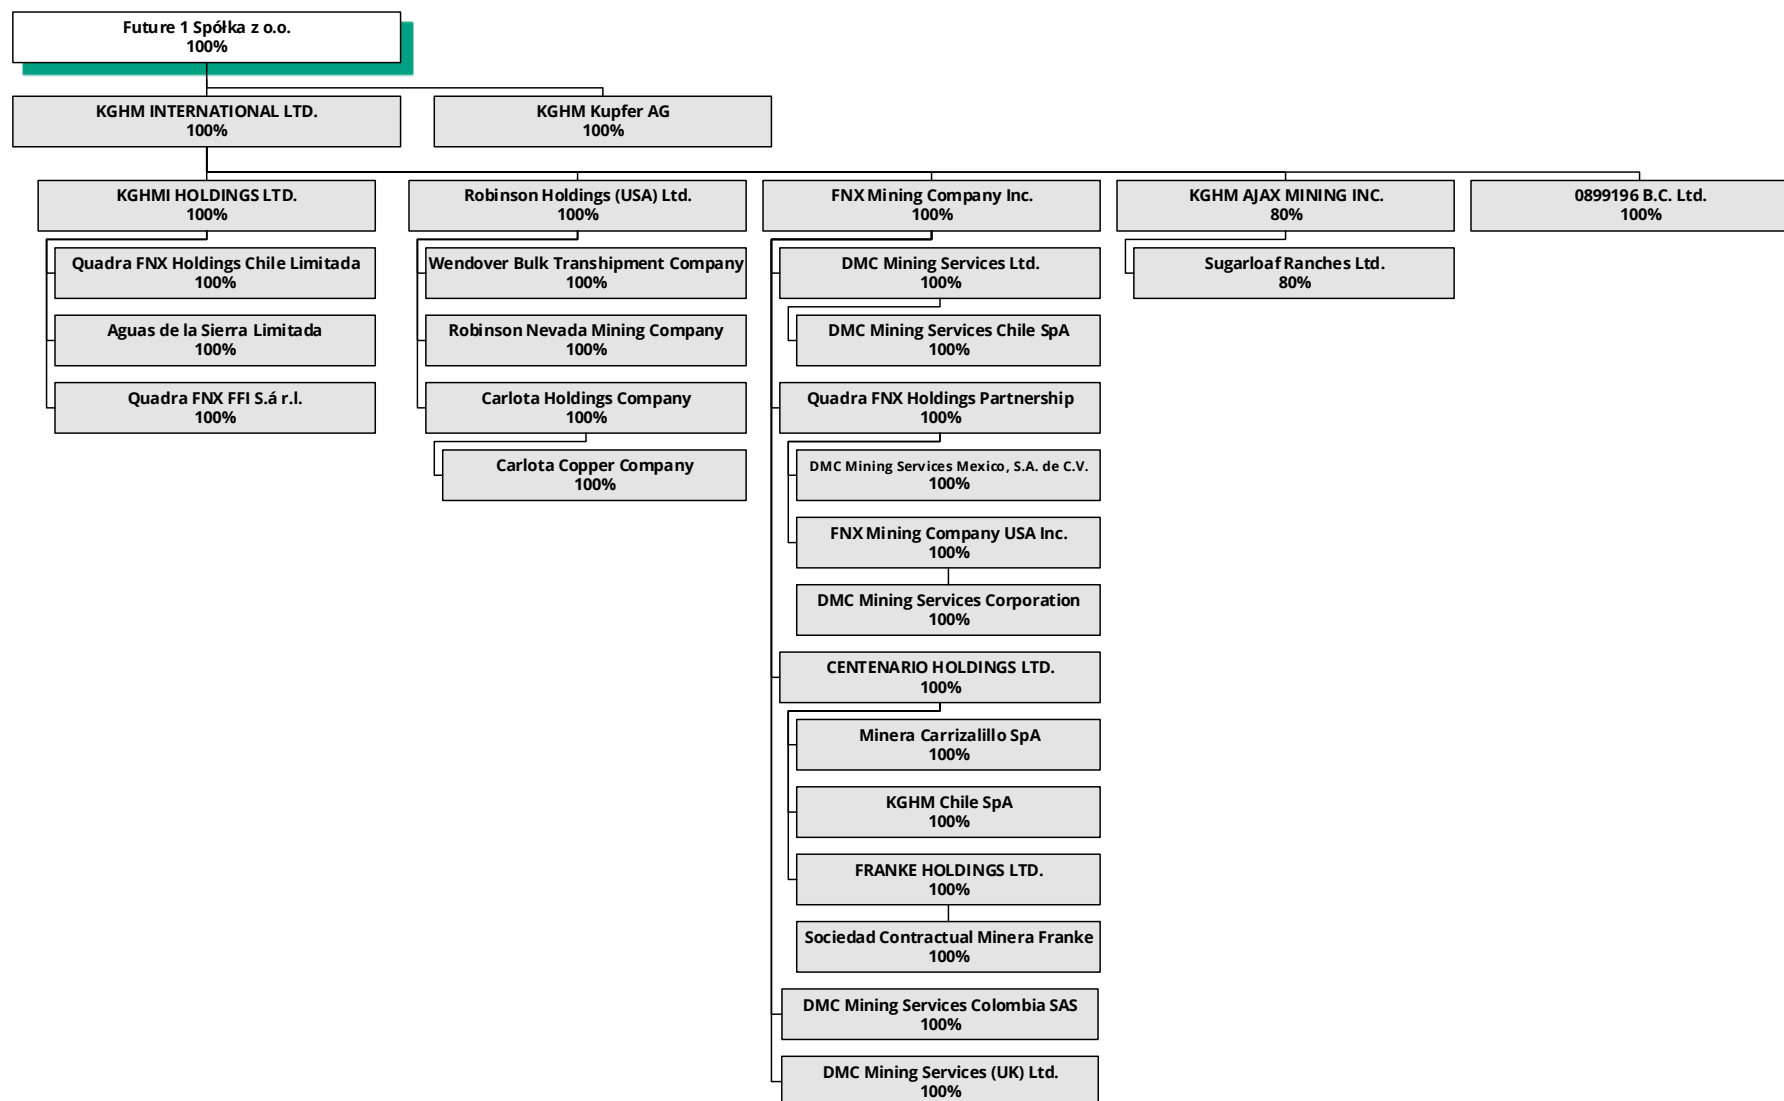 Future 1 Spółka z o.o.
100%
KGHM INTERNATIONAL LTD.
100%
KGHM Kupfer AG
100%
KGHMI HOLDINGS LTD.
100%
Robinson Holdings (USA) Ltd.
100%
FNX Mining Company Inc.
100%
KGHM AJAX MINING INC.
80%
0899196 B.C. Ltd.
100%
Quadra FNX Holdings Chile Limitada
100%
Aguas de la Sierra Limitada
100%
Quadra FNX FFI S.á r.l.
100%
Wendover Bulk Transhipment Company
100%
Robinson Nevada Mining Company
100%
Carlota Holdings Company
100%
Carlota Copper Company
100%
DMC Mining Services Ltd.
100%
DMC Mining Services Chile SpA
100%
Quadra FNX Holdings Partnership
100%
DMC Mining Services Mexico, S.A. de C.V.
100%
FNX Mining Company USA Inc.
100%
DMC Mining Services Corporation
100%
CENTENARIO HOLDINGS LTD.
100%
Minera Carrizalillo SpA
100%
KGHM Chile SpA
100%
FRANKE HOLDINGS LTD.
100%
Sociedad Contractual Minera Franke
100%
DMC Mining Services Colombia SAS
100%
DMC Mining Services (UK) Ltd.
100%
Sugarloaf Ranches Ltd.
80%